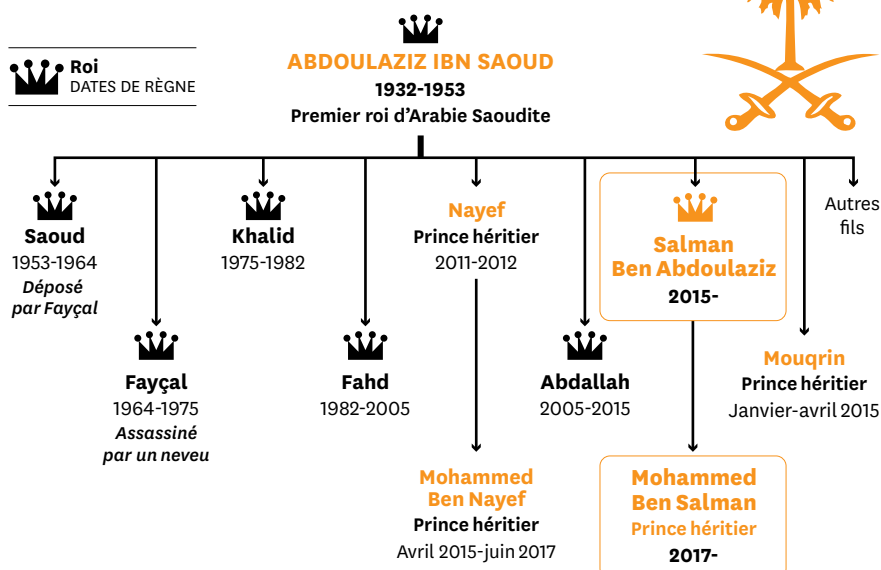 Roi
DATES DE RÈGNE
ABDOULAZIZ IBN SAOUD
1932-1953
Premier roi d’Arabie Saoudite
Saoud
1953-1964
Déposé
par Fayçal
Fayçal
1964-1975
Assassiné
par un neveu
Khalid
1975-1982
Fahd
1982-2005
Nayef
Prince héritier
2011-2012
Mohammed
Ben Nayef
Prince héritier
Avril 2015-juin 2017
Abdallah
2005-2015
Salman
Ben Abdoulaziz
2015-
Mohammed
Ben Salman
Prince héritier
2017-
Mouqrin
Prince héritier
Janvier-avril 2015
Autres
fils